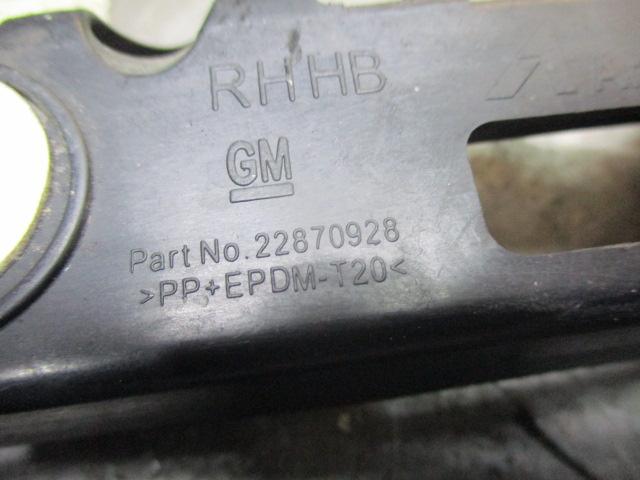 RH HB
GM
Part No. 22870928
>PP+EPDM-T20<